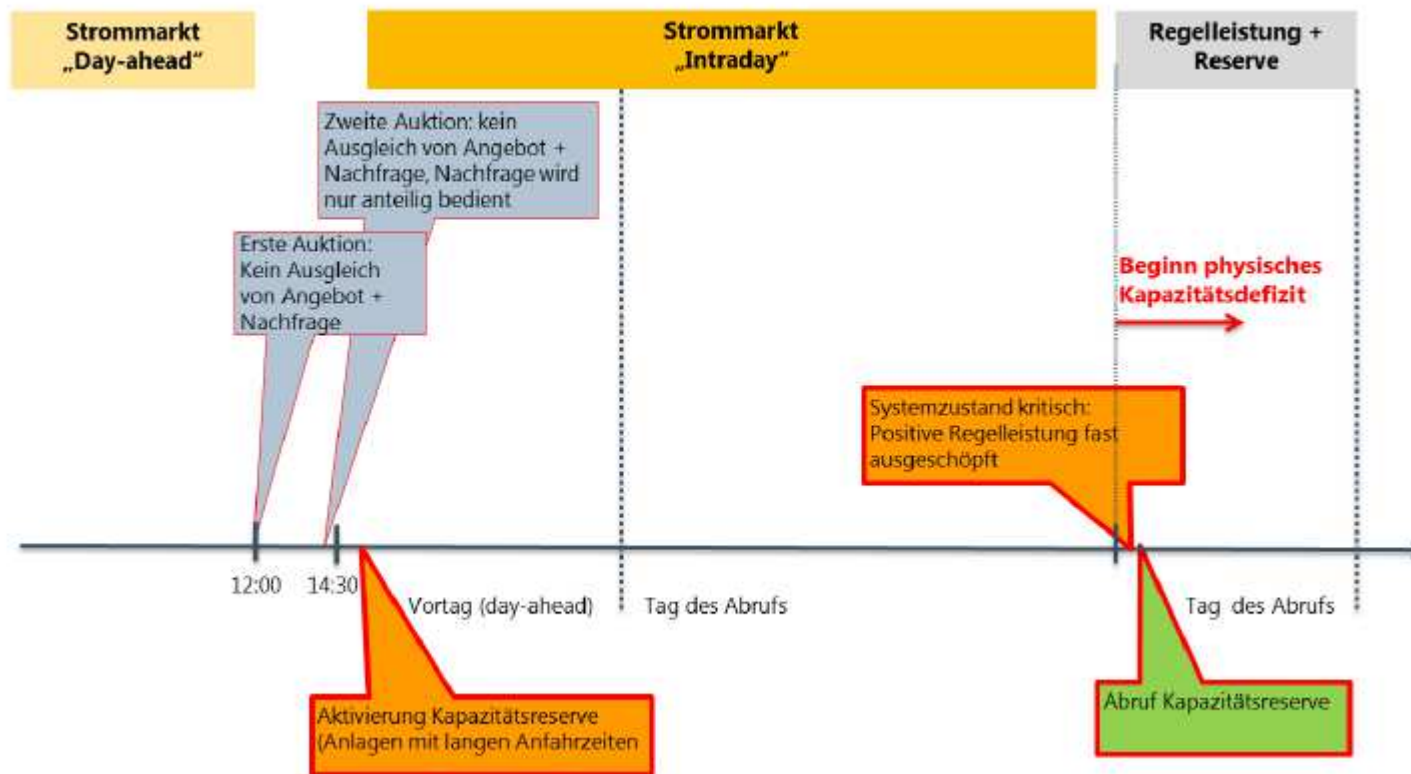 Strommarkt
„Day-ahead“
Strommarkt
„Intraday“
Regelleistung +
Reserve
Zweite Auktion: kein
Ausgleich von Angebot +
Nachfrage, Nachfrage wird
nur anteilig bedient
Erste Auktion:
Kein Ausgleich
von Angebot +
Nachfrage
Beginn physisches
Kapazitätsdefizit
Systemzustand kritisch:
Positive Regelleistung fast
ausgeschöpft
12:00
14:30
Vortag (day-ahead)
Tag des Abrufs
Tag des Abrufs
Aktivierung Kapazitätsreserve
(Anlagen mit langen Anfahrzeiten
Abruf Kapazitätsreserve